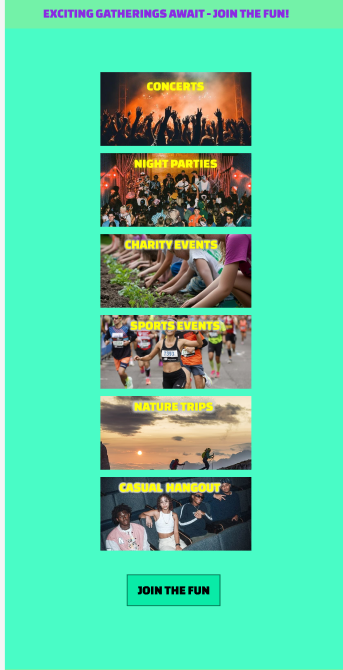 EXCITING GATHERINGS AWAIT - JOIN THE FUN!
CONCERTS
NIGHT PARTIES
CHARITY EVENTS
SPORTS EVENTS
NATURE TRIPS
CASUAL HANGOUT
JOIN THE FUN